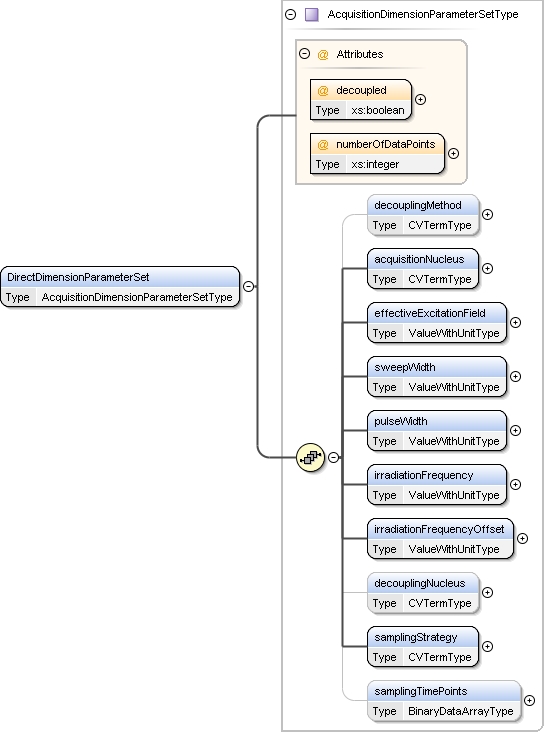 AcquisitionDimensionParameterSetType
@ Attributes
@ decoupled
Type xs:boolean
@ numberOfDataPoints
Type xs:integer
DirectDimensionParameterSet
Type AcquisitionDimensionParameterSetType
decouplingMethod
Type CVTermType
acquisitionNucleus
Type CVTermType
effectiveExcitationField
Type ValueWithUnitType
sweepWidth
Type ValueWithUnitType
pulseWidth
Type ValueWithUnitType
irradiationFrequency
Type ValueWithUnitType
irradiationFrequencyOffset
Type ValueWithUnitType
decouplingNucleus
Type CVTermType
samplingStrategy
Type CVTermType
samplingTimePoints
Type BinaryDataArrayType